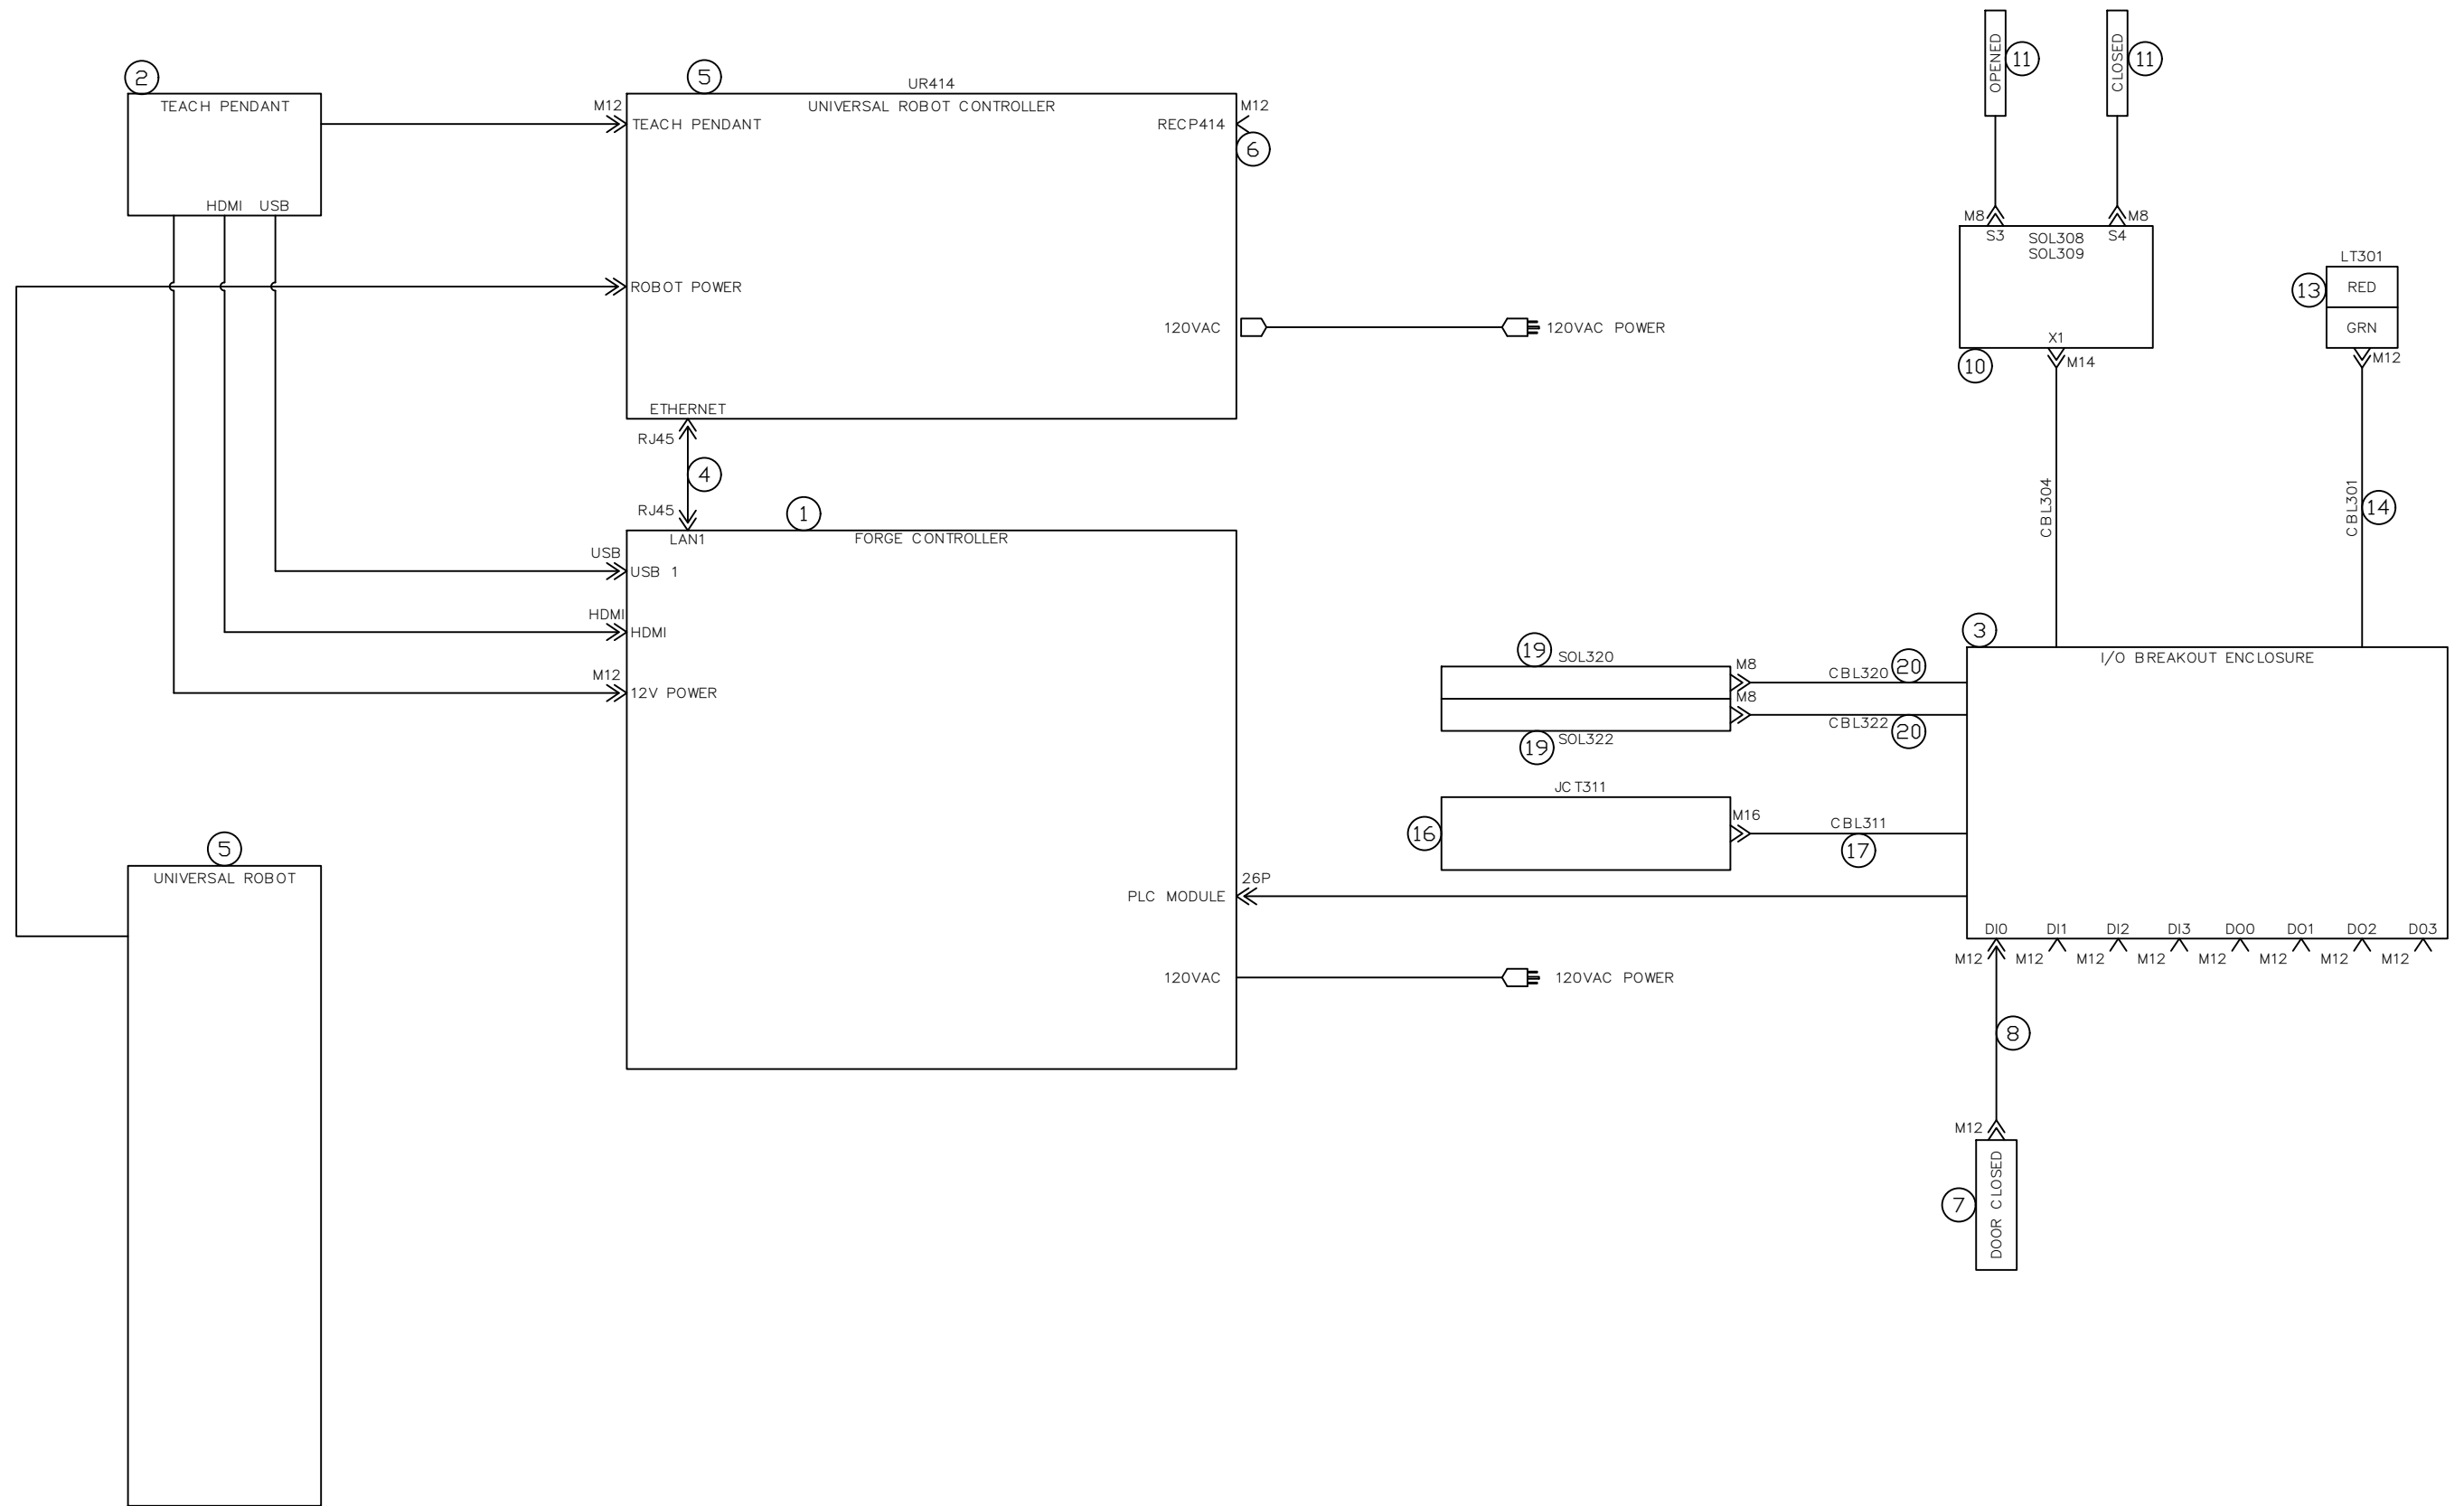 2
TEACH PENDANT
HDMI USB
5
UR414
UNIVERSAL ROBOT CONTROLLER
M12
TEACH PENDANT
M12
RECP414
6
ROBOT POWER
120VAC
120VAC POWER
ETHERNET
RJ45
4
RJ45
1
LAN1
FORGE CONTROLLER
USB
USB 1
HDMI
HDMI
M12
12V POWER
26P
PLC MODULE
120VAC
120VAC POWER
5
UNIVERSAL ROBOT
OPENED
11
CLOSED
11
M8
M8
S3
SOL308
S4
SOL309
X1
10
M14
LT301
13
RED
GRN
M12
CBL304
CBL301
14
3
I/O BREAKOUT ENCLOSURE
19
SOL320
M8
CBL320
20
M8
CBL322
20
19
SOL322
JCT311
16
M16
CBL311
17
DI0 DI1 DI2 DI3 DO0 DO1 DO2 D03
M12 M12 M12 M12 M12 M12 M12 M12
8
M12
7
DOOR CLOSED